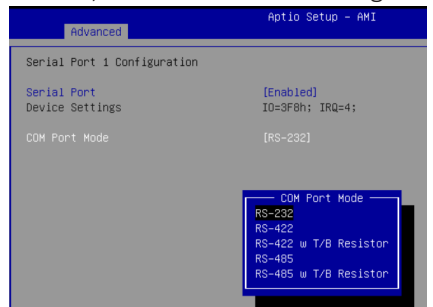 Aptio Setup - AMI
Advanced
Serial Port 1 Configuration
Serial Port [Enabled]
Device Settings IO=3F8h; IRQ=4;
COM Port Mode [RS-232]
COM Port Mode
RS-232
RS-422
RS-422 w T/B Resistor
RS-485
RS-485 w T/B Resistor